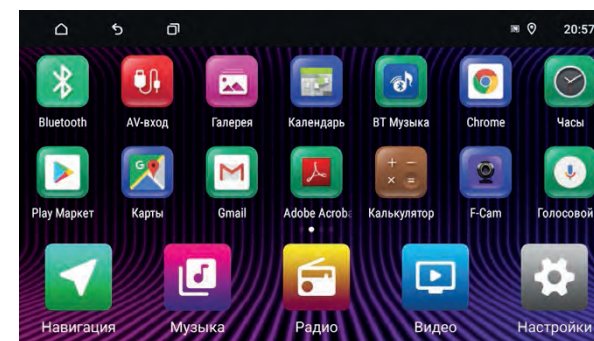 20:57
Bluetooth AV-вход Галерея Календарь BT Музыка Chrome Часы
Play Маркет Карты Gmail Adobe Acroba Калькулятор F-Cam Голосовой
Навигация Музыка Радио Видео Настройки